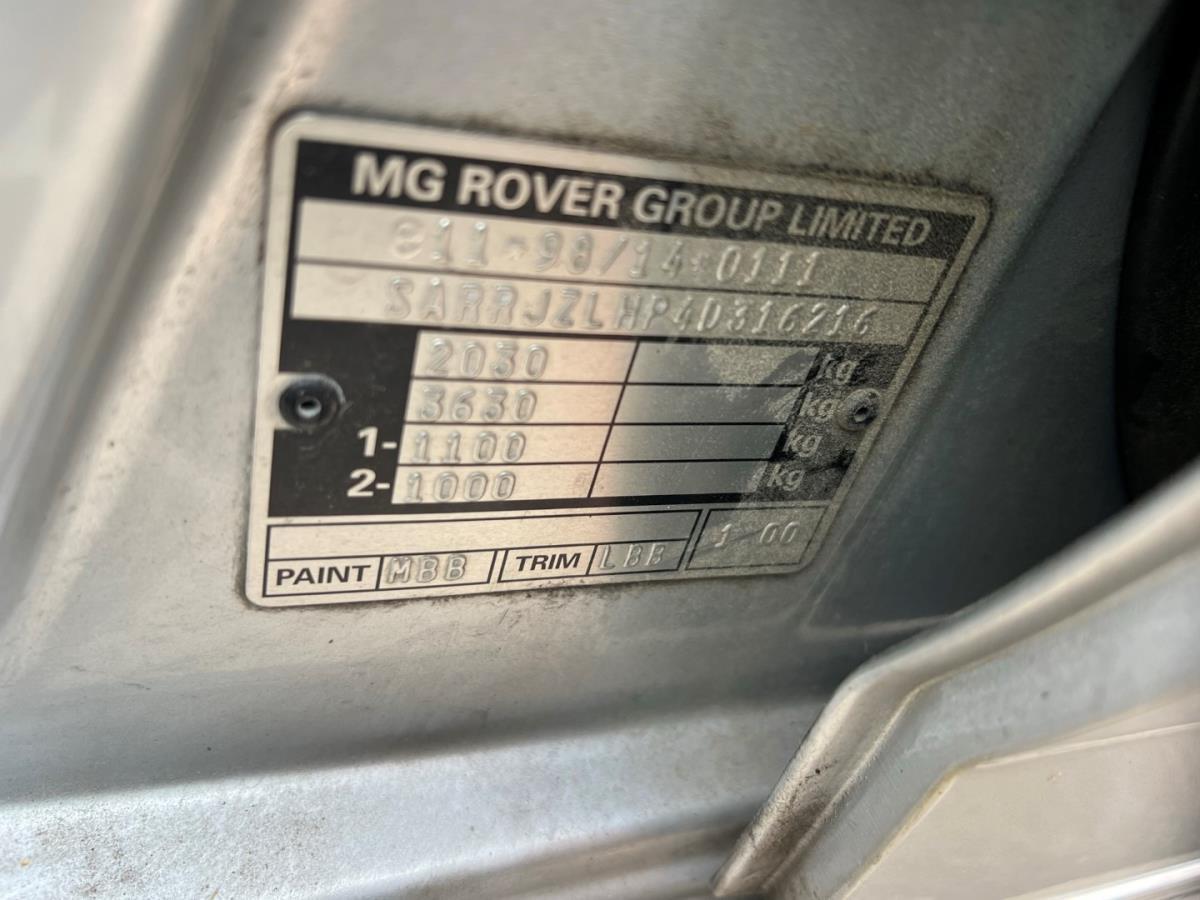 MG ROVER GROUP LIMITED
e11*98/14*0111
SARRJZLHP4D316216
2030 kg
3630 kg
1- 1100 kg
2- 1000 kg
PAINT MBB TRIM LBB 1 00